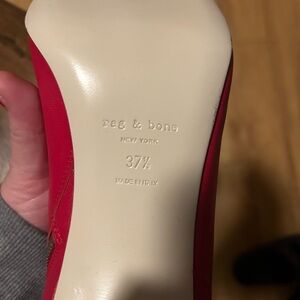 rag & bone
NEW YORK
37½
MADE IN ITALY